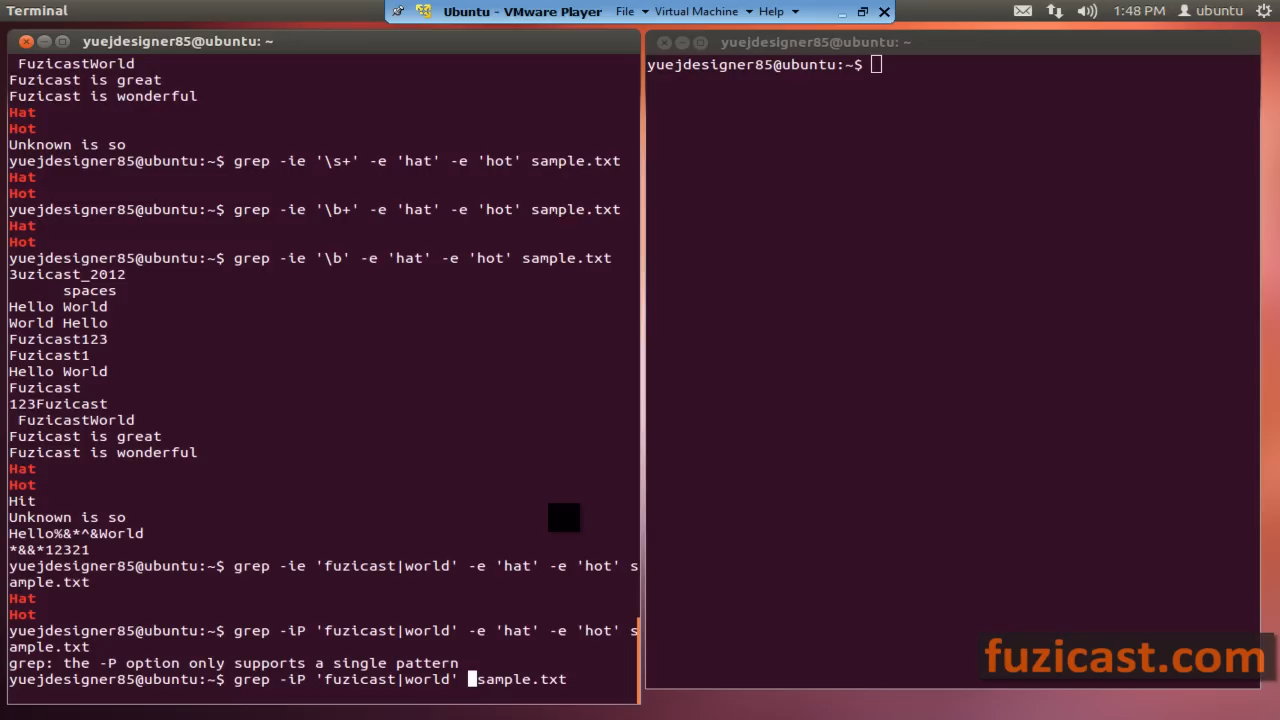 Terminal
Ubuntu - VMware Player File Virtual Machine Help
1:48 PM ubuntu
yuejdesigner85@ubuntu: ~
FuzicastWorld
Fuzicast is great
Fuzicast is wonderful
Hat
Hot
Unknown is so
yuejdesigner85@ubuntu:~$ grep -ie '\s+' -e 'hat' -e 'hot' sample.txt
Hat
Hot
yuejdesigner85@ubuntu:~$ grep -ie '\b+' -e 'hat' -e 'hot' sample.txt
Hat
Hot
yuejdesigner85@ubuntu:~$ grep -ie '\b' -e 'hat' -e 'hot' sample.txt
3uzicast_2012
spaces
Hello World
World Hello
Fuzicast123
Fuzicast1
Hello World
Fuzicast
123Fuzicast
FuzicastWorld
Fuzicast is great
Fuzicast is wonderful
Hat
Hot
Hit
Unknown is so
Hello%&*^&World
*&&*12321
yuejdesigner85@ubuntu:~$ grep -ie 'fuzicast|world' -e 'hat' -e 'hot' s
ample.txt
Hat
Hot
yuejdesigner85@ubuntu:~$ grep -iP 'fuzicast|world' -e 'hat' -e 'hot' s
ample.txt
grep: the -P option only supports a single pattern
yuejdesigner85@ubuntu:~$ grep -iP 'fuzicast|world' sample.txt
yuejdesigner85@ubuntu: ~
yuejdesigner85@ubuntu:~$
fuzicast.com